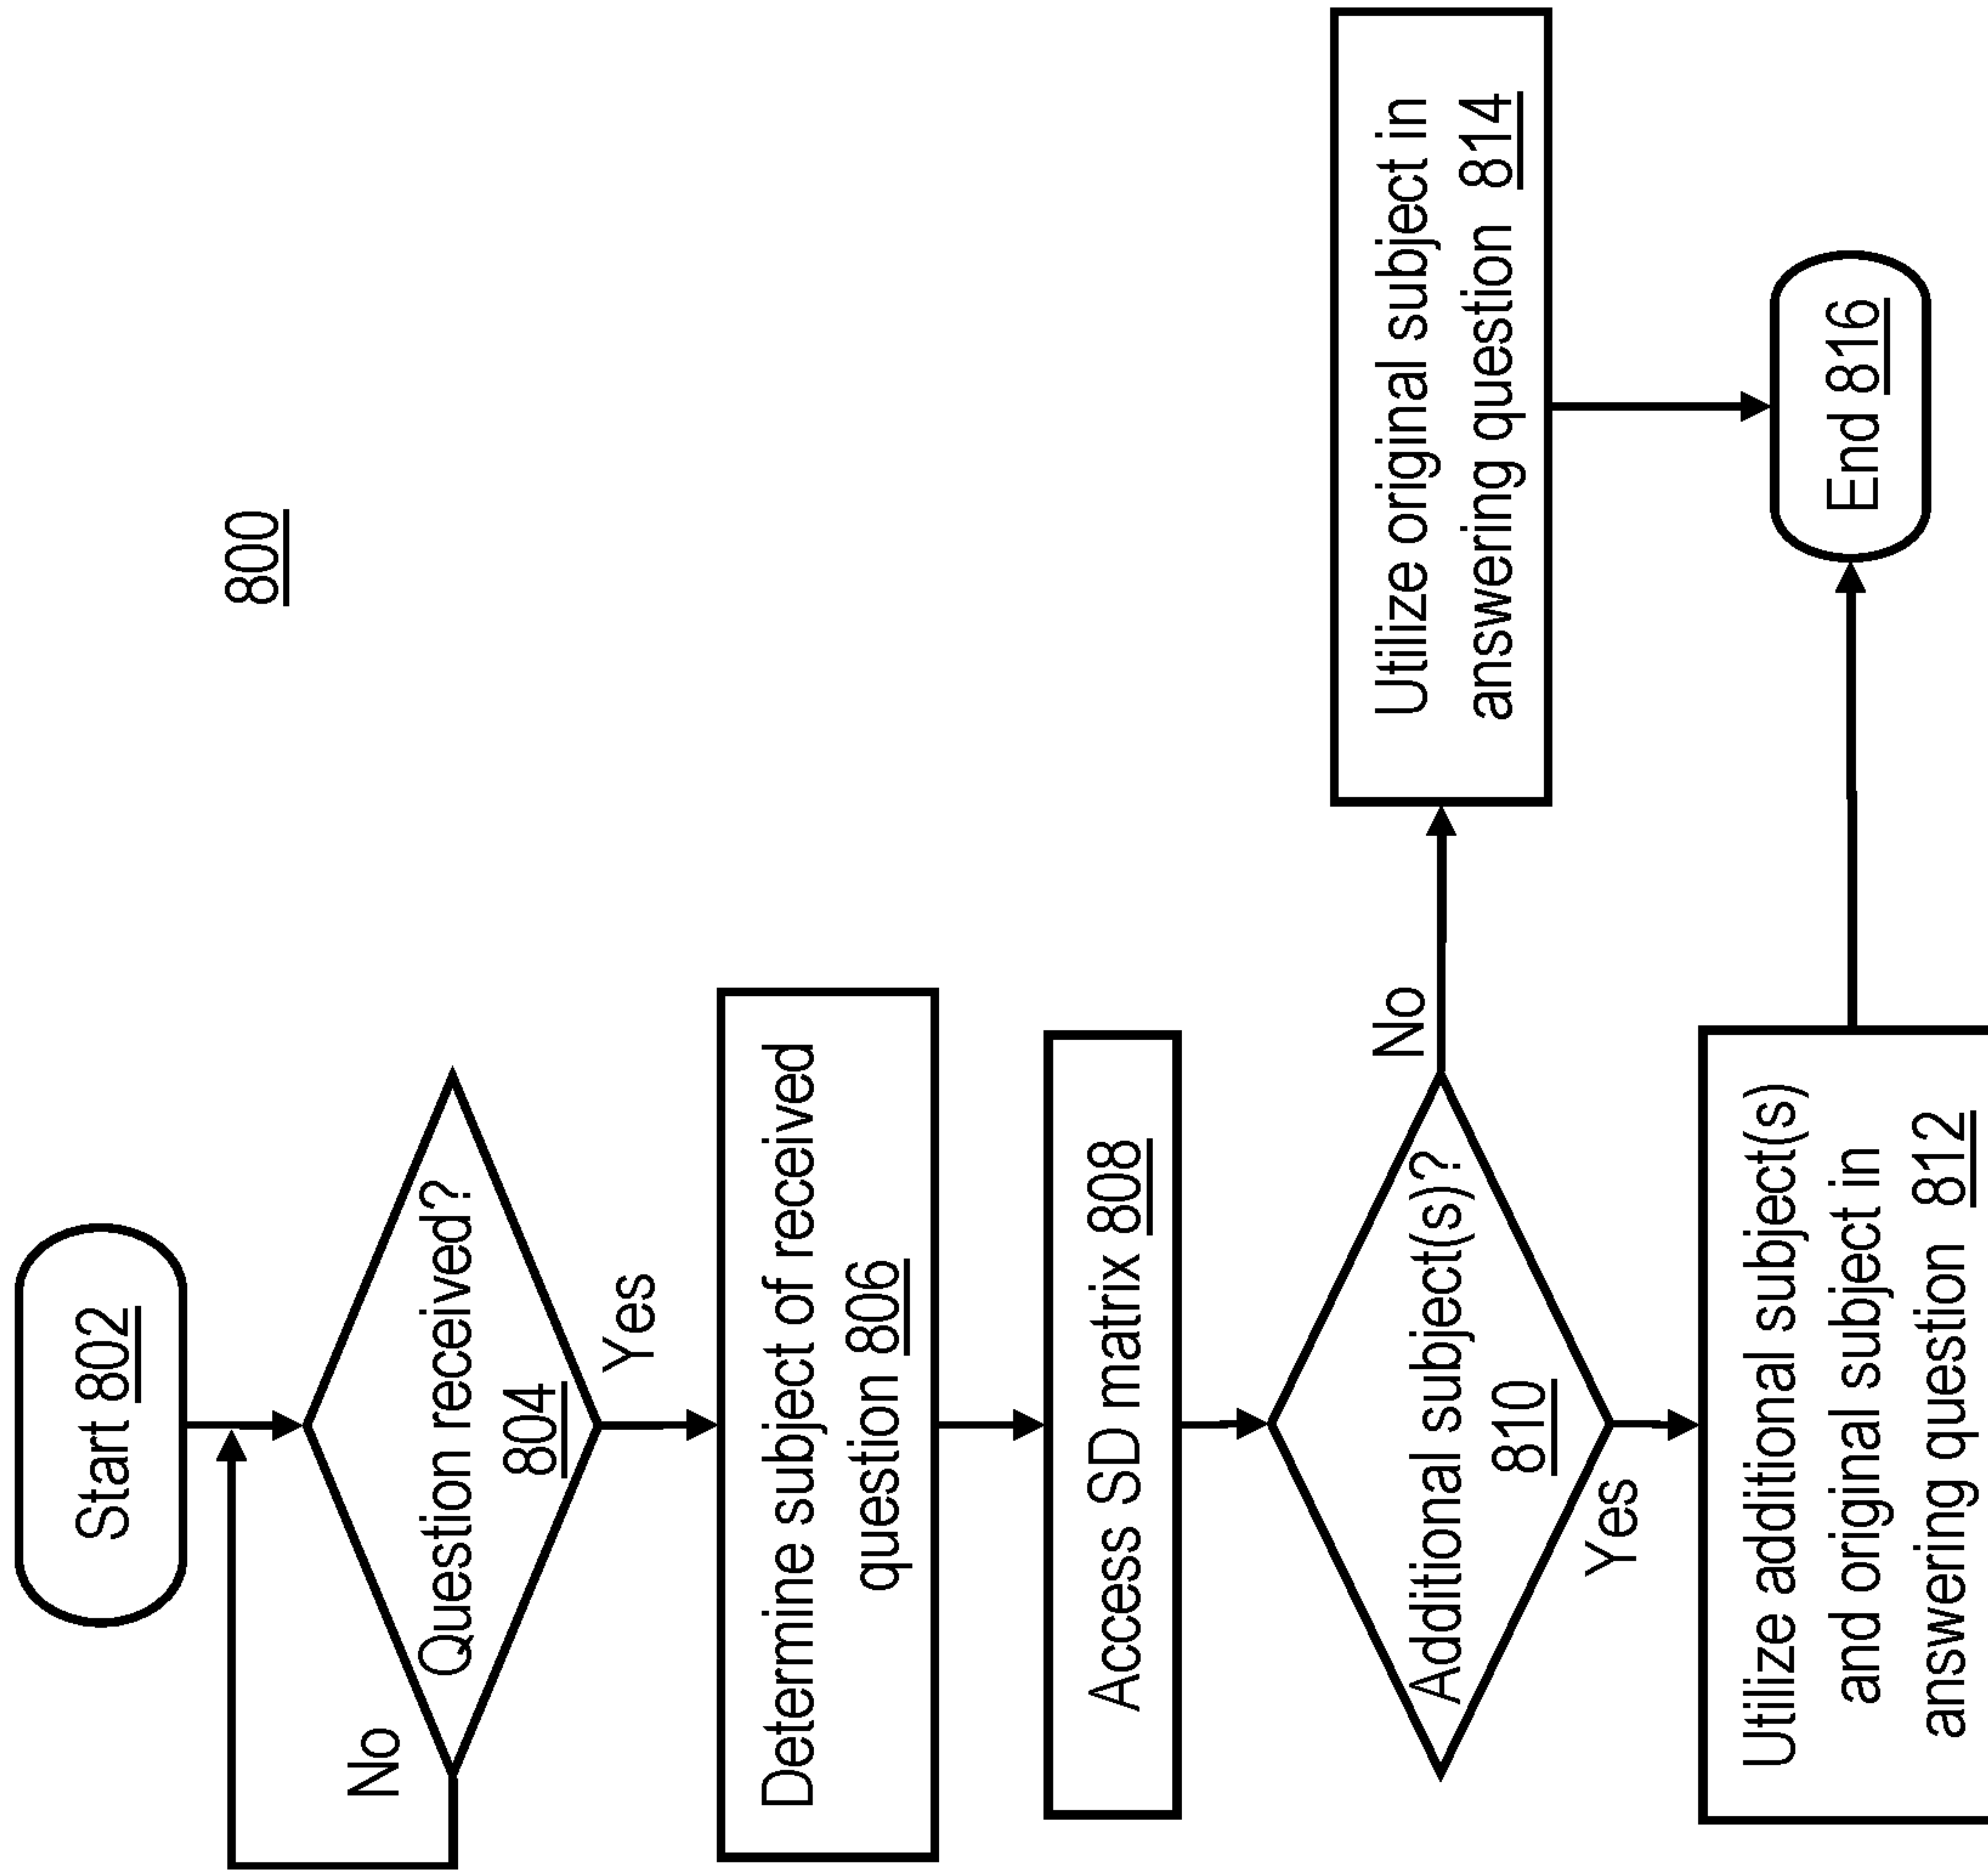 800
Start 802
No
Question received?
804
Yes
Determine subject of received
question 806
Access SD matrix 808
Additional subject(s)?
810
No
Yes
Utilize original subject in
answering question 814
Utilize additional subject(s)
and original subject in
answering question 812
End 816